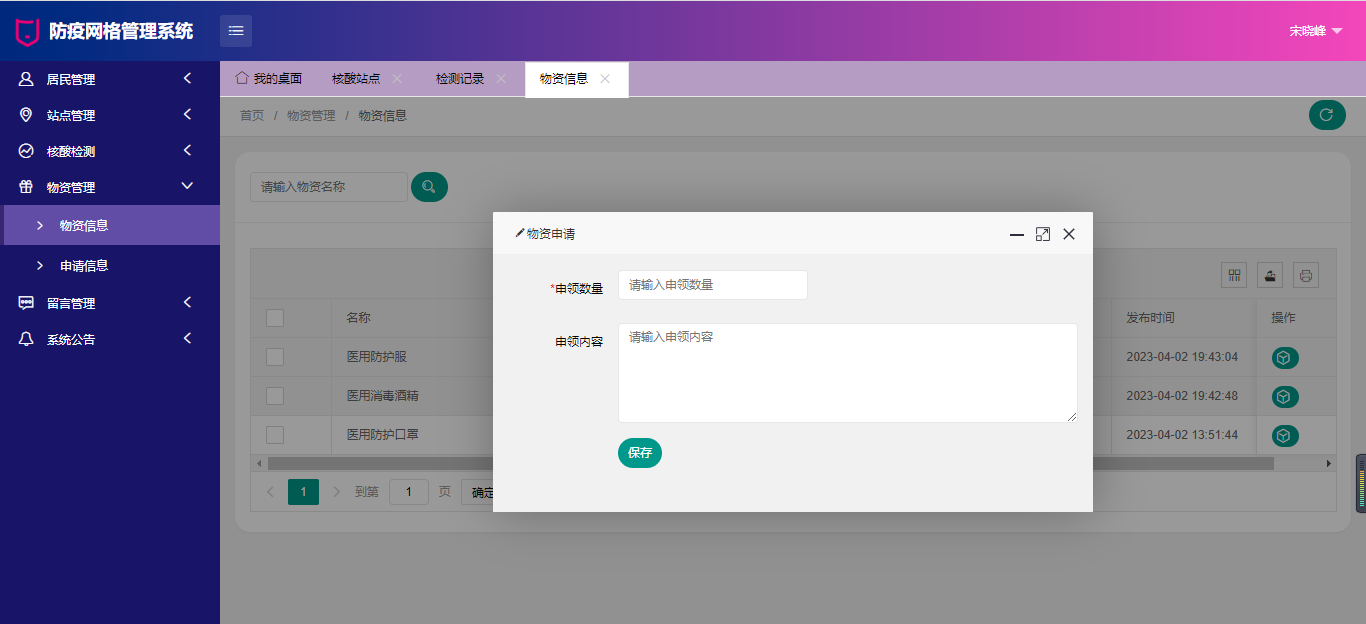 防疫网格管理系统
宋晓峰
居民管理
站点管理
核酸检测
物资管理
物资信息
申请信息
留言管理
系统公告
我的桌面 核酸站点 检测记录 物资信息
首页 / 物资管理 / 物资信息
请输入物资名称
名称 发布时间 操作
医用防护服 2023-04-02 19:43:04
医用消毒酒精 2023-04-02 19:42:48
医用防护口罩 2023-04-02 13:51:44
1 到第 1 页 确定
物资申请
*申领数量 请输入申领数量
申领内容 请输入申领内容
保存